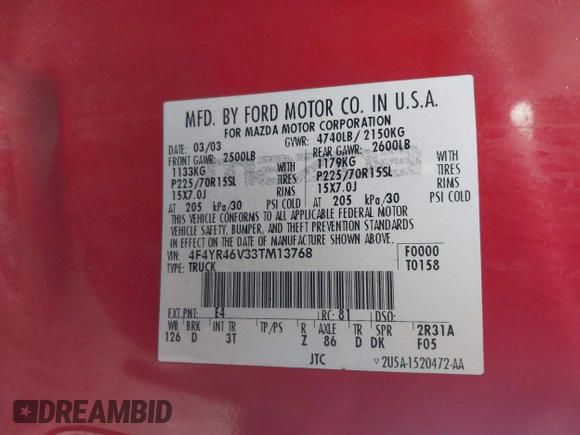 MFD. BY FORD MOTOR CO. IN U.S.A.
FOR MAZDA MOTOR CORPORATION
DATE: 03/03 GVWR: 4740LB/ 2150KG
FRONT GAWR: 2500LB REAR GAWR: 2600LB
1133KG WITH 1179KG WITH
P225/70R15SL TIRES P225/70R15SL TIRES
15X7.0J RIMS 15X7.0J RIMS
AT 205 kPa/30 PSI COLD AT 205 kPa/30 PSI COLD
THIS VEHICLE CONFORMS TO ALL APPLICABLE FEDERAL MOTOR
VEHICLE SAFETY, BUMPER, AND THEFT PREVENTION STANDARDS
IN EFFECT ON THE DATE OF MANUFACTURE SHOWN ABOVE.
VIN: 4F4YR46V33TM13768 F0000
TYPE: TRUCK T0158
EXT PNT: E4 RC: 81 DSO:
WB BRK INT TR TP/PS R AXLE TR SPR 2R31A
126 D 3T Z 86 D DK F05
JTC 2U5A-1520472-AA
DREAMBID